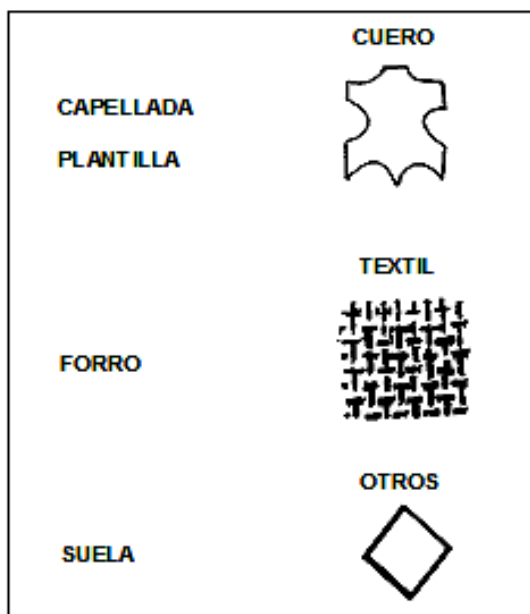 CUERO
CAPELLADA
PLANTILLA
TEXTIL
FORRO
OTROS
SUELA